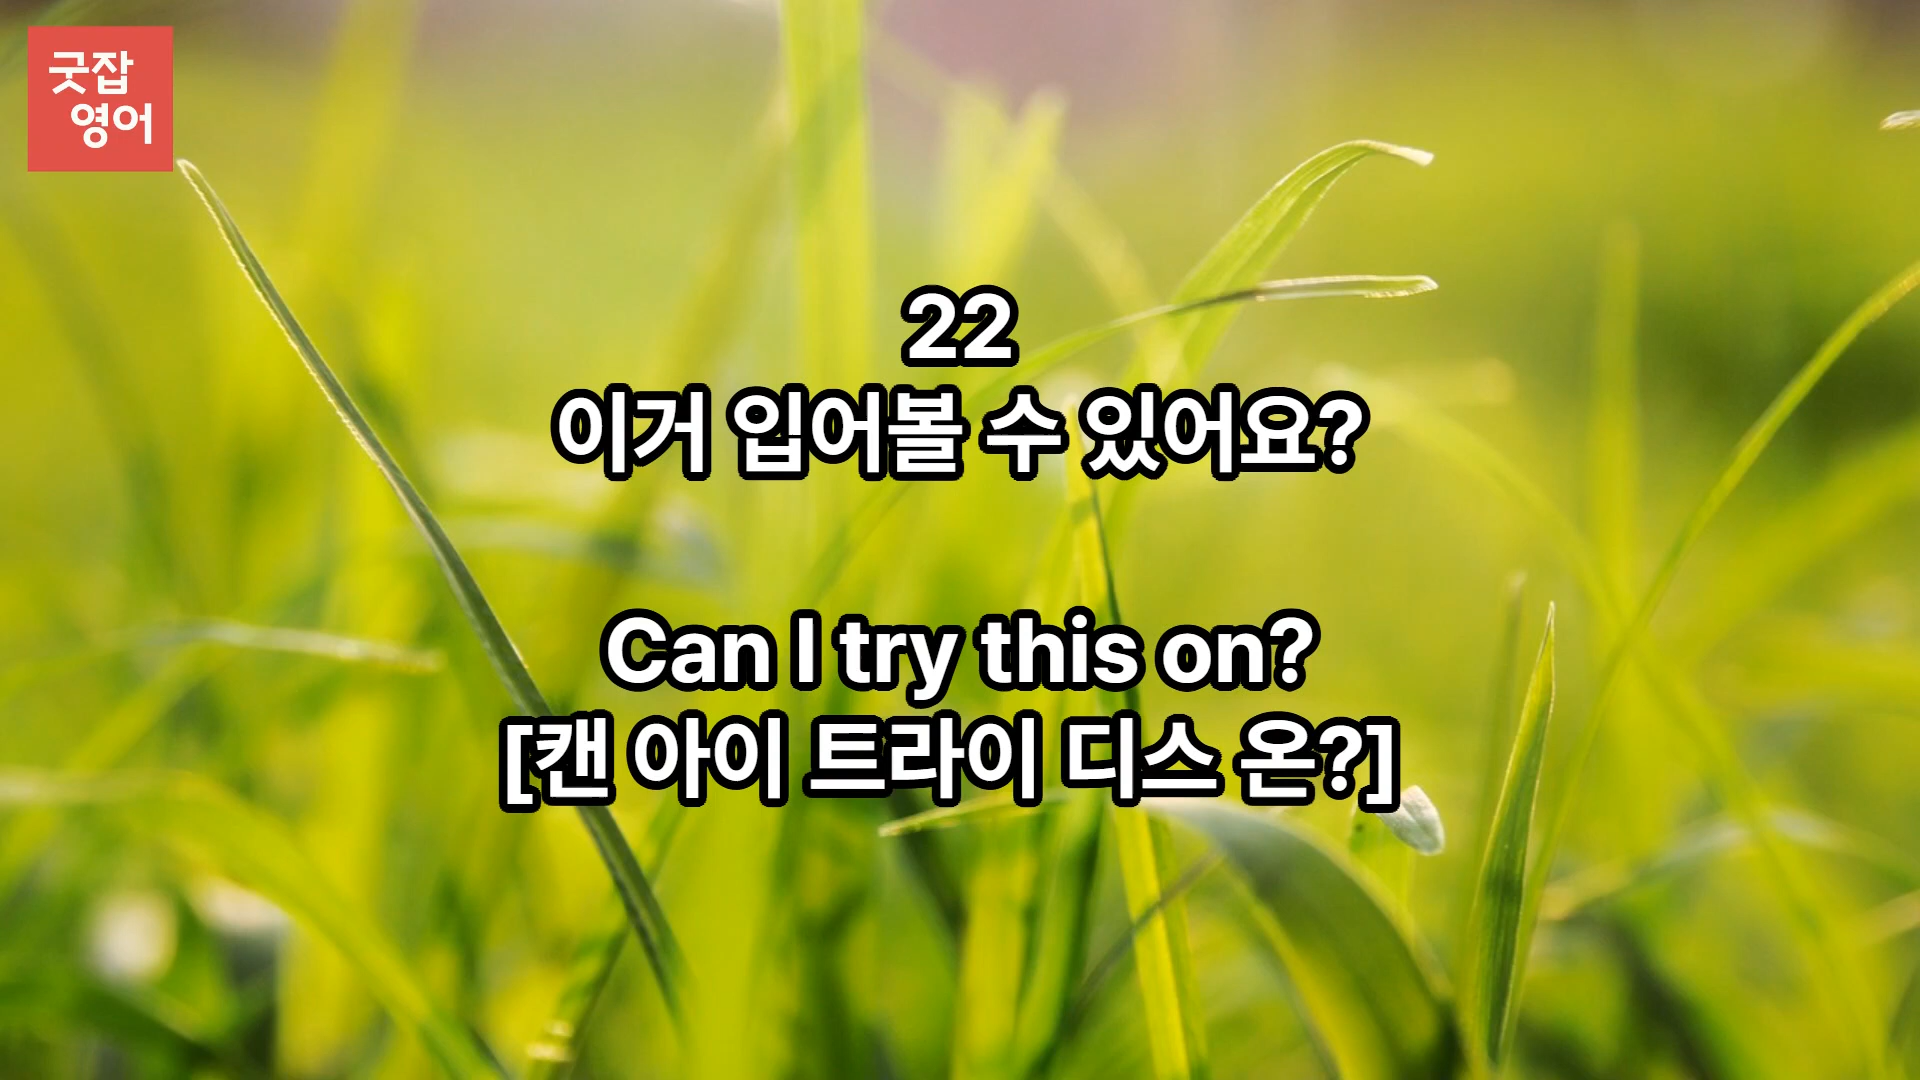 굿잡
영어
22
이거 입어볼 수 있어요?
Can I try this on?
[캔 아이 트라이 디스 온?]